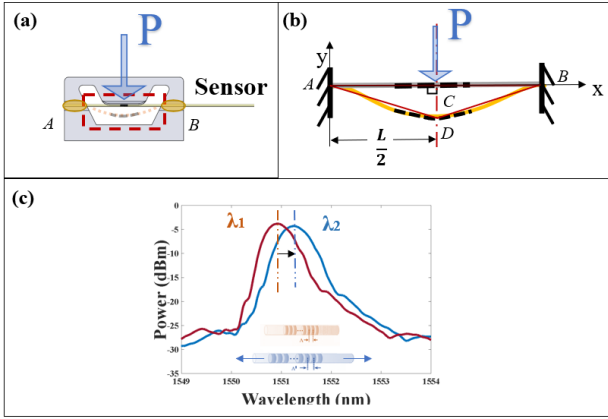 (a)
P
Sensor
A
B
(b)
P
y
A
B
x
C
D
L
2
(c)
λ1
λ2
Power (dBm)
0
-5
-10
-15
-20
-25
-30
-35
1549
1550
1551
1552
1553
1554
Wavelength (nm)